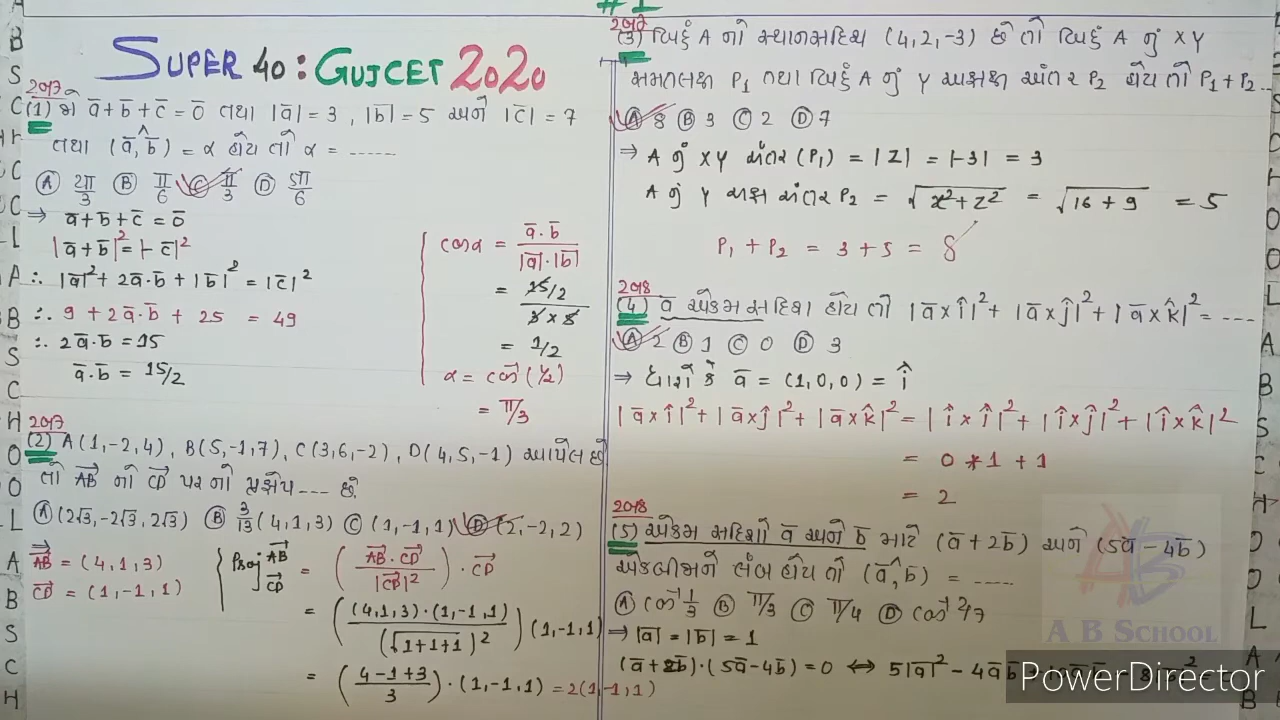 #1
SUPER 40 : GUJCET 2020
2017
(1) જો a̅ + b̅ + c̅ = 0̅ તથા |a̅| = 3 , |b̅| = 5 અને |c̅| = 7
તથા (a̅,^b̅) = α હોય તો α = ------
Ⓐ 2π/3 Ⓑ π/6 Ⓒ π/3 Ⓓ 5π/6
⇒ a̅ + b̅ + c̅ = 0̅
|a̅ + b̅|² = |-c̅|²
∴ |a̅|² + 2a̅·b̅ + |b̅|² = |c̅|²
∴ 9 + 2a̅·b̅ + 25 = 49
∴ 2a̅·b̅ = 15
a̅·b̅ = 15/2
cosα = a̅·b̅ / |a̅|·|b̅|
= 15/2 / 3 × 5
= 1/2
α = cos⁻¹(1/2)
= π/3
2017
(2) A(1,-2,4) , B(5,-1,7) , C(3,6,-2) , D(4,5,-1) આપેલ છે
તો AB⃗ નો CD⃗ પર નો પ્રક્ષેપ --- છે.
Ⓐ (2√3, -2√3, 2√3) Ⓑ 3/13 (4,1,3) Ⓒ (1,-1,1) Ⓓ (2,-2,2)
⇒
AB⃗ = (4,1,3)
CD⃗ = (1,-1,1)
Proj AB⃗ CD⃗ = (AB⃗·CD⃗ / |CD⃗|²) · CD⃗
= ((4,1,3)·(1,-1,1) / (√1+1+1)²) (1,-1,1)
= (4-1+3 / 3) · (1,-1,1) = 2(1,-1,1)
2017
(3) બિંદુ A નો સ્થાનસદિશ (4,2,-3) છે તો બિંદુ A નું XY
સમતલથી P₁ તથા બિંદુ A નું Y અક્ષથી અંતર P₂ હોય તો P₁+P₂ ...
Ⓐ 8 Ⓑ 3 Ⓒ 2 Ⓓ 7
⇒ A નું XY અંતર (P₁) = |Z| = |-3| = 3
A નું Y અક્ષ અંતર P₂ = √x²+z² = √16+9 = 5
P₁ + P₂ = 3 + 5 = 8
2018
(4) a̅ એકમ સદિશ હોય તો |a̅×î|² + |a̅×ĵ|² + |a̅×k̂|² = ----
Ⓐ 2 Ⓑ 1 Ⓒ 0 Ⓓ 3
⇒ ધારો કે a̅ = (1,0,0) = î
|a̅×î|² + |a̅×ĵ|² + |a̅×k̂|² = |î×î|² + |î×ĵ|² + |î×k̂|²
= 0 + 1 + 1
= 2
2018
(5) એકમ સદિશો a̅ અને b̅ માટે (a̅+2b̅) અને (5a̅-4b̅)
એકબીજાને લંબ હોય તો (a̅,^b̅) = ----
Ⓐ cos⁻¹ 1/3 Ⓑ π/3 Ⓒ π/4 Ⓓ cos⁻¹ 2/7
⇒ |a̅| = |b̅| = 1
(a̅+2b̅)·(5a̅-4b̅) = 0 ⇔ 5|a̅|² - 4a̅b̅
A B SCHOOL
PowerDirector